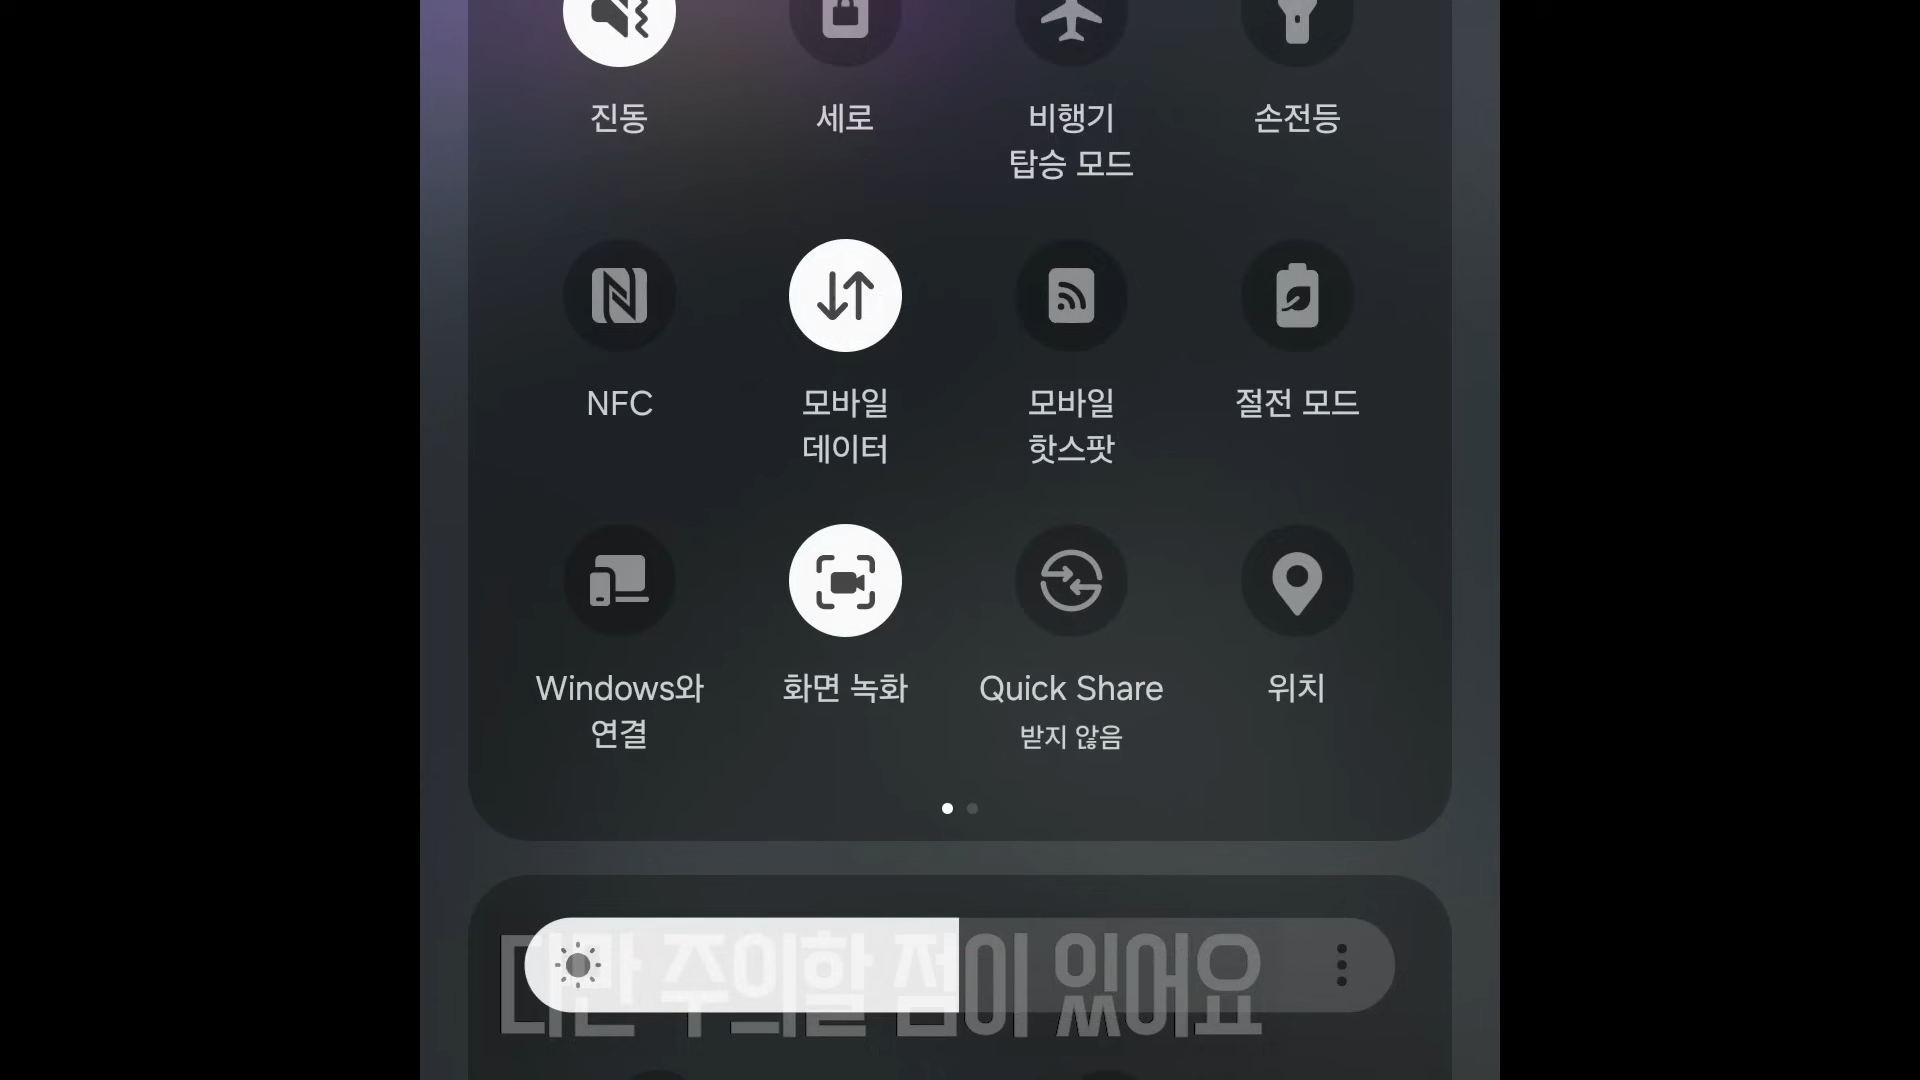 진동
세로
비행기
탑승 모드
손전등
NFC
모바일
데이터
모바일
핫스팟
절전 모드
Windows와
연결
화면 녹화
Quick Share
받지 않음
위치
다만 주의할 점이 있어요